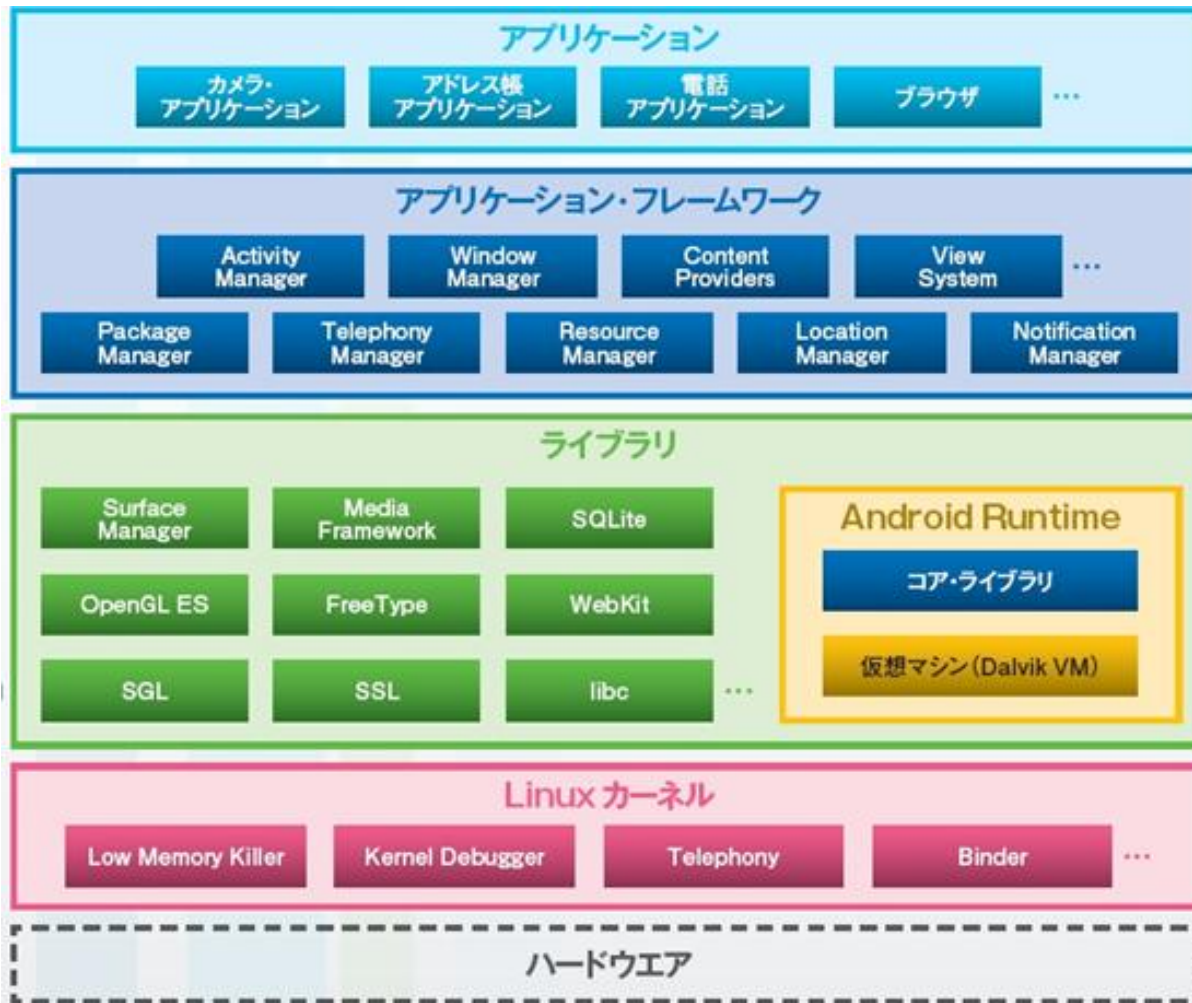 アプリケーション
カメラ・
アプリケーション
アドレス帳
アプリケーション
電話
アプリケーション
ブラウザ
…
アプリケーション・フレームワーク
Activity
Manager
Window
Manager
Content
Providers
View
System
…
Package
Manager
Telephony
Manager
Resource
Manager
Location
Manager
Notification
Manager
ライブラリ
Surface
Manager
Media
Framework
SQLite
OpenGL ES
FreeType
WebKit
SGL
SSL
libc
…
Android Runtime
コア・ライブラリ
仮想マシン(Dalvik VM)
Linux カーネル
Low Memory Killer
Kernel Debugger
Telephony
Binder
…
ハードウエア